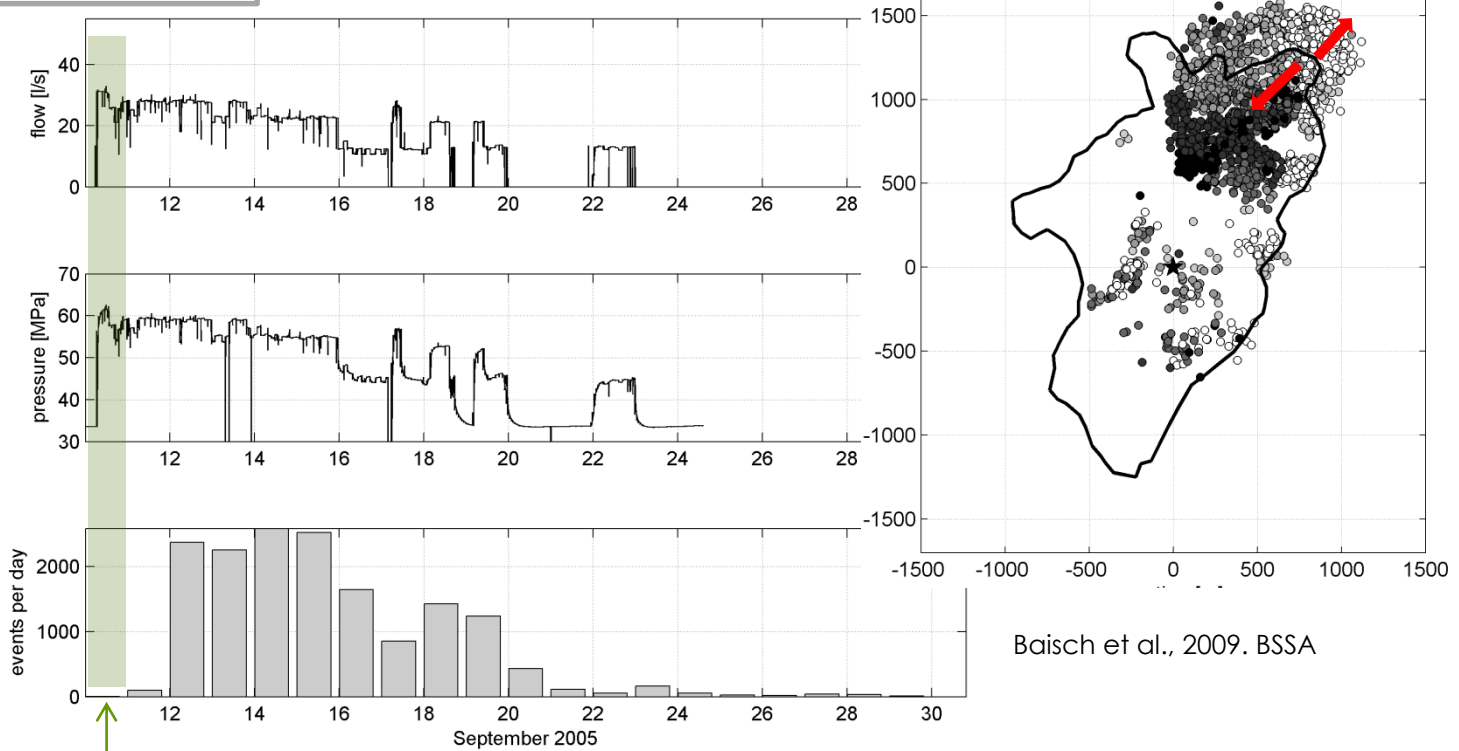 flow [l/s]
40
20
0
12 14 16 18 20 22 24 26 28
pressure [MPa]
70
60
50
40
30
12 14 16 18 20 22 24 26 28
events per day
2000
1000
0
12 14 16 18 20 22 24 26 28 30
September 2005
1500
1000
500
0
-500
-1000
-1500
-1500 -1000 -500 0 500 1000 1500
Baisch et al., 2009. BSSA